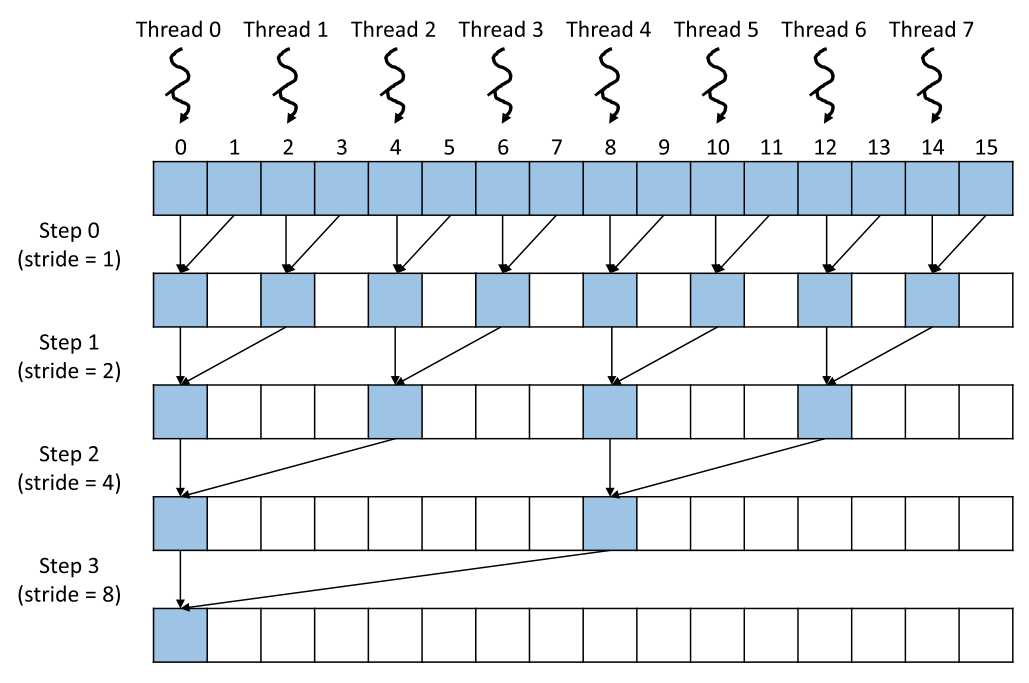 Thread 0 Thread 1 Thread 2 Thread 3 Thread 4 Thread 5 Thread 6 Thread 7
0 1 2 3 4 5 6 7 8 9 10 11 12 13 14 15
Step 0
(stride = 1)
Step 1
(stride = 2)
Step 2
(stride = 4)
Step 3
(stride = 8)